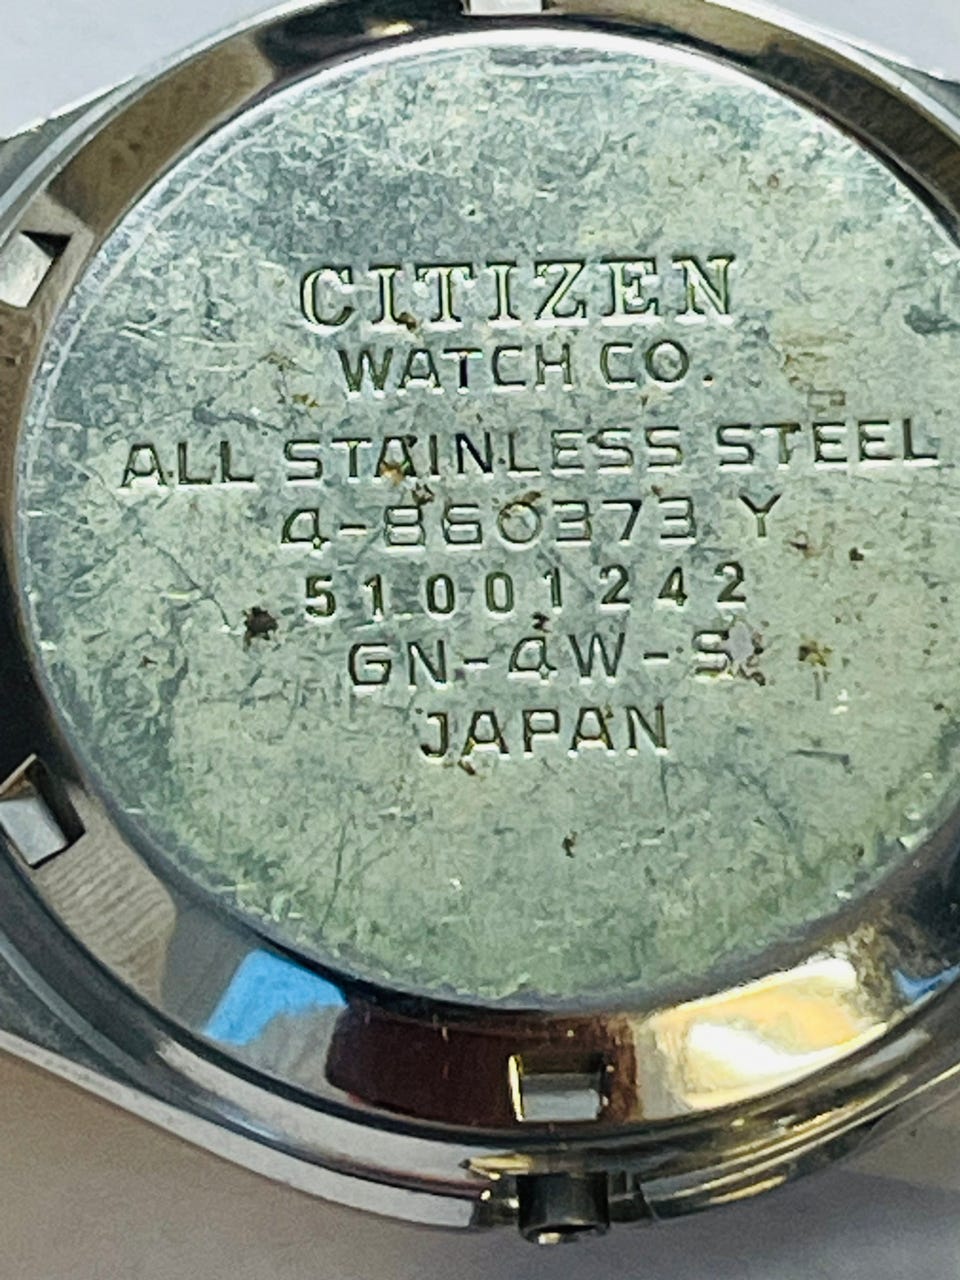 CITIZEN
WATCH CO.
ALL STAINLESS STEEL
4-860373 Y
51001242
GN-4W-S
JAPAN